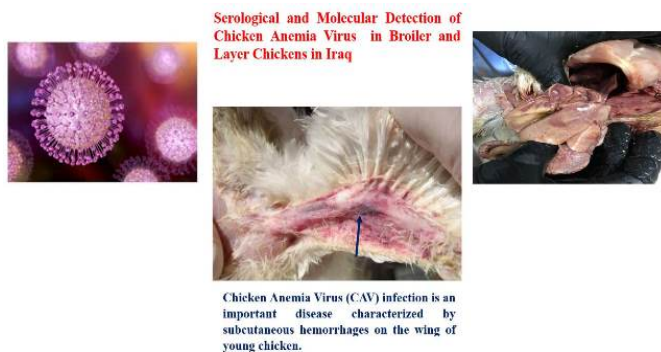 Serological and Molecular Detection of
Chicken Anemia Virus in Broiler and
Layer Chickens in Iraq
Chicken Anemia Virus (CAV) infection is an
important disease characterized by
subcutaneous hemorrhages on the wing of
young chicken.